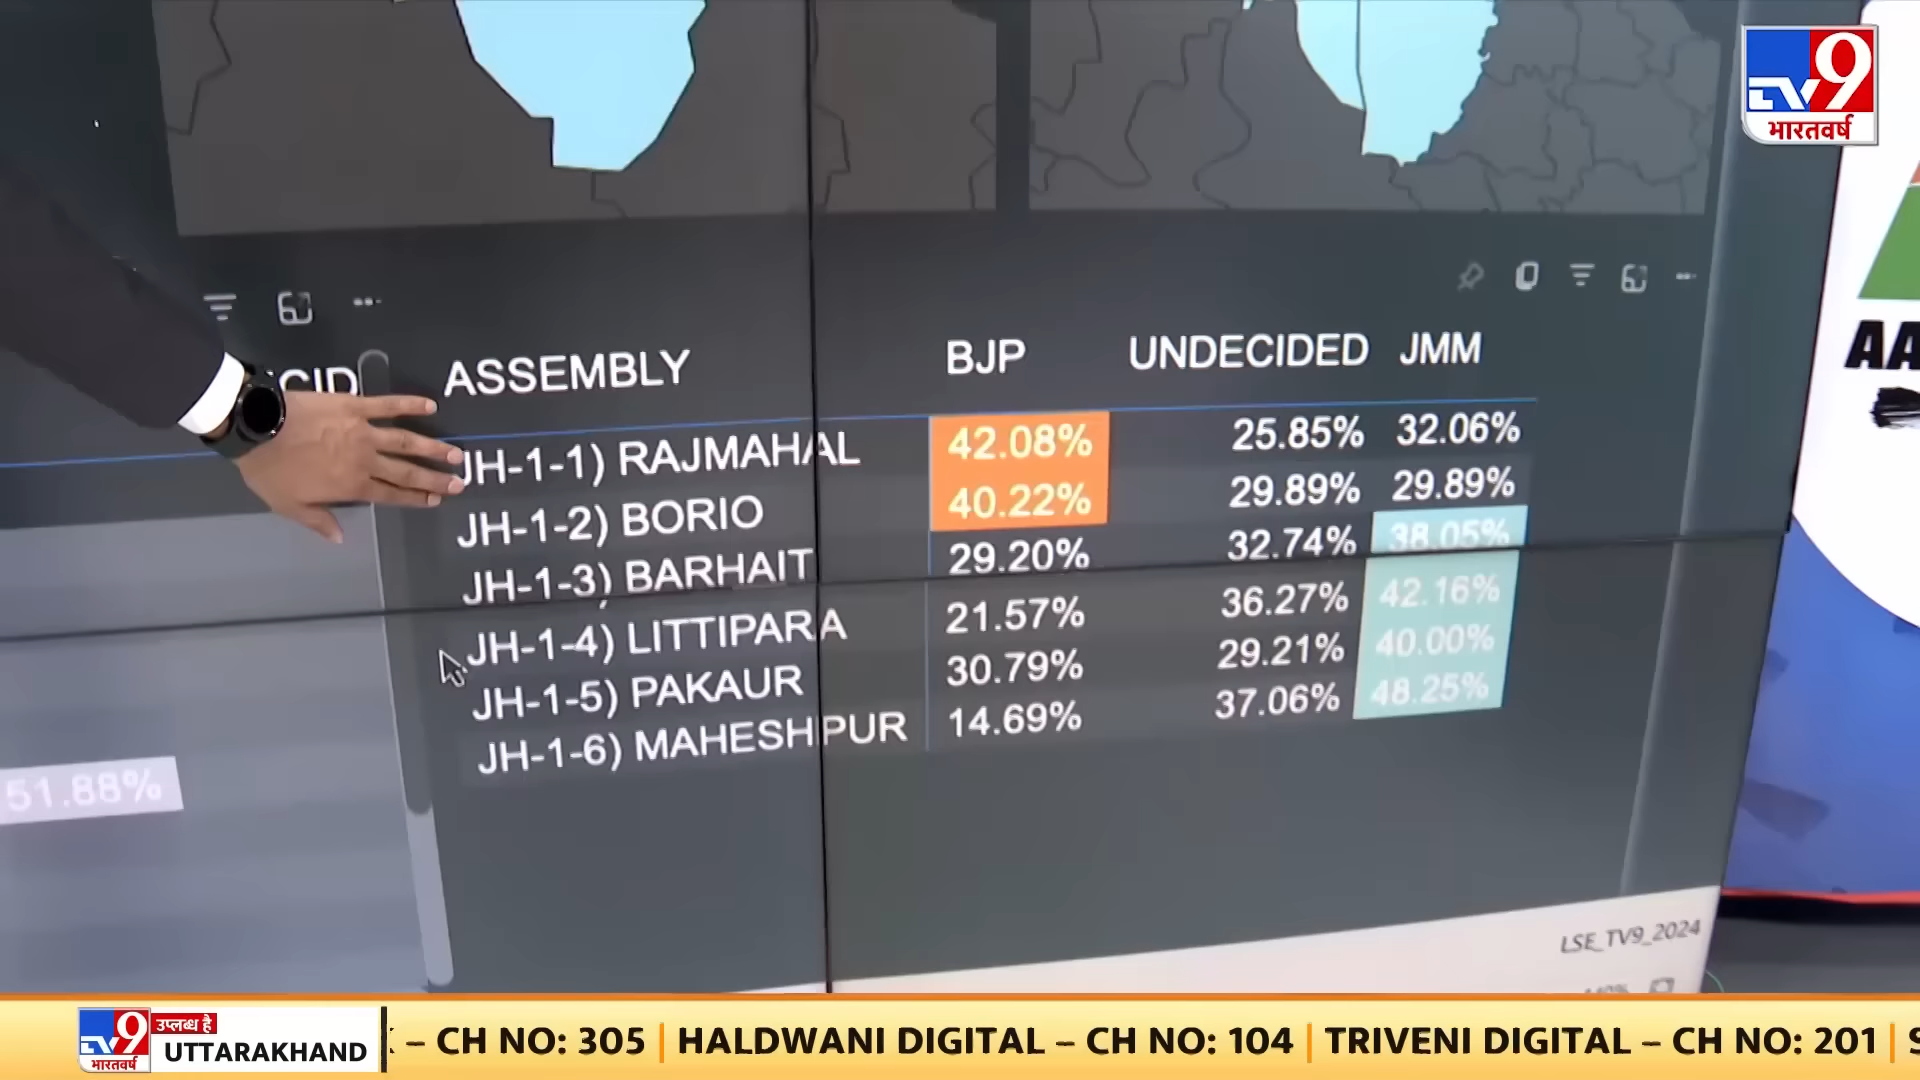 TV9
भारतवर्ष
AA
CID
ASSEMBLY BJP UNDECIDED JMM
JH-1-1) RAJMAHAL 42.08% 25.85% 32.06%
JH-1-2) BORIO 40.22% 29.89% 29.89%
JH-1-3) BARHAIT 29.20% 32.74% 38.05%
JH-1-4) LITTIPARA 21.57% 36.27% 42.16%
JH-1-5) PAKAUR 30.79% 29.21% 40.00%
JH-1-6) MAHESHPUR 14.69% 37.06% 48.25%
51.88%
LSE_TV9_2024
TV9 भारतवर्ष उपलब्ध है UTTARAKHAND
– CH NO: 305 | HALDWANI DIGITAL – CH NO: 104 | TRIVENI DIGITAL – CH NO: 201 | S